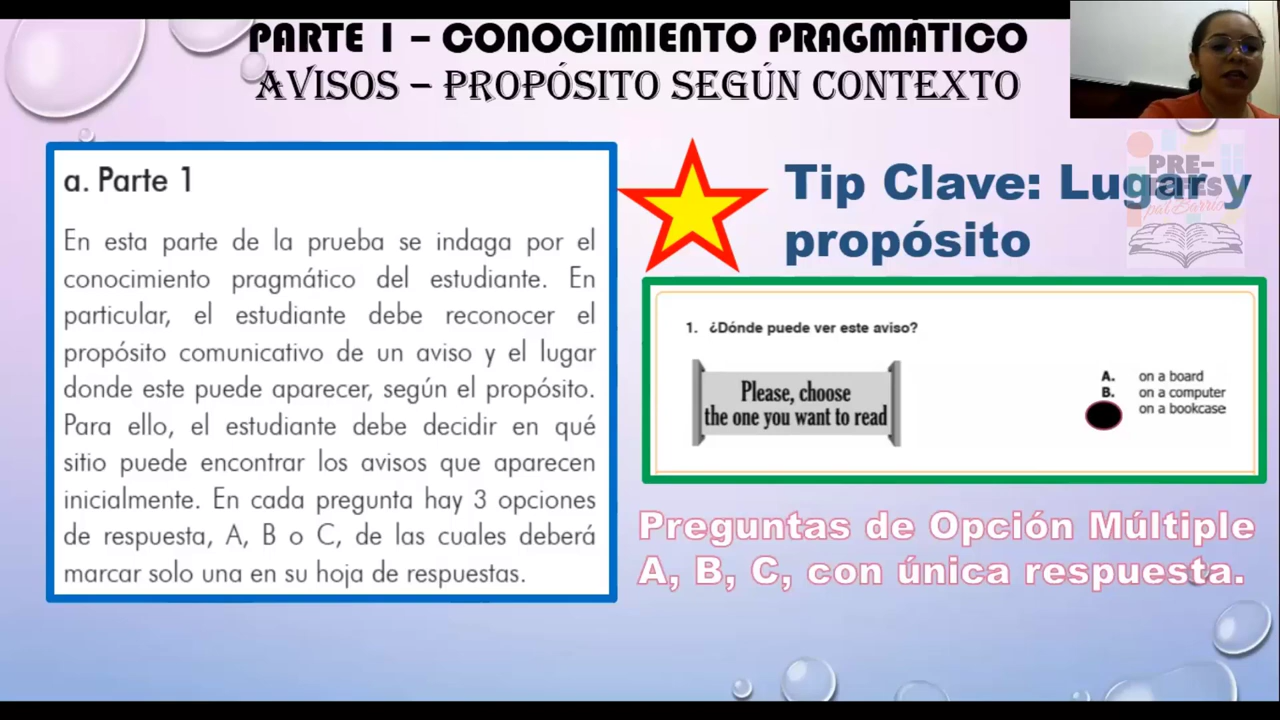 PARTE 1 – CONOCIMIENTO PRAGMÁTICO
AVISOS – PROPÓSITO SEGÚN CONTEXTO
a. Parte 1
En esta parte de la prueba se indaga por el
conocimiento pragmático del estudiante. En
particular, el estudiante debe reconocer el
propósito comunicativo de un aviso y el lugar
donde este puede aparecer, según el propósito.
Para ello, el estudiante debe decidir en qué
sitio puede encontrar los avisos que aparecen
inicialmente. En cada pregunta hay 3 opciones
de respuesta, A, B o C, de las cuales deberá
marcar solo una en su hoja de respuestas.
Tip Clave: Lugar y
propósito
PRE-
pal Barrio
1. ¿Dónde puede ver este aviso?
Please, choose
the one you want to read
A. on a board
B. on a computer
on a bookcase
Preguntas de Opción Múltiple
A, B, C, con única respuesta.